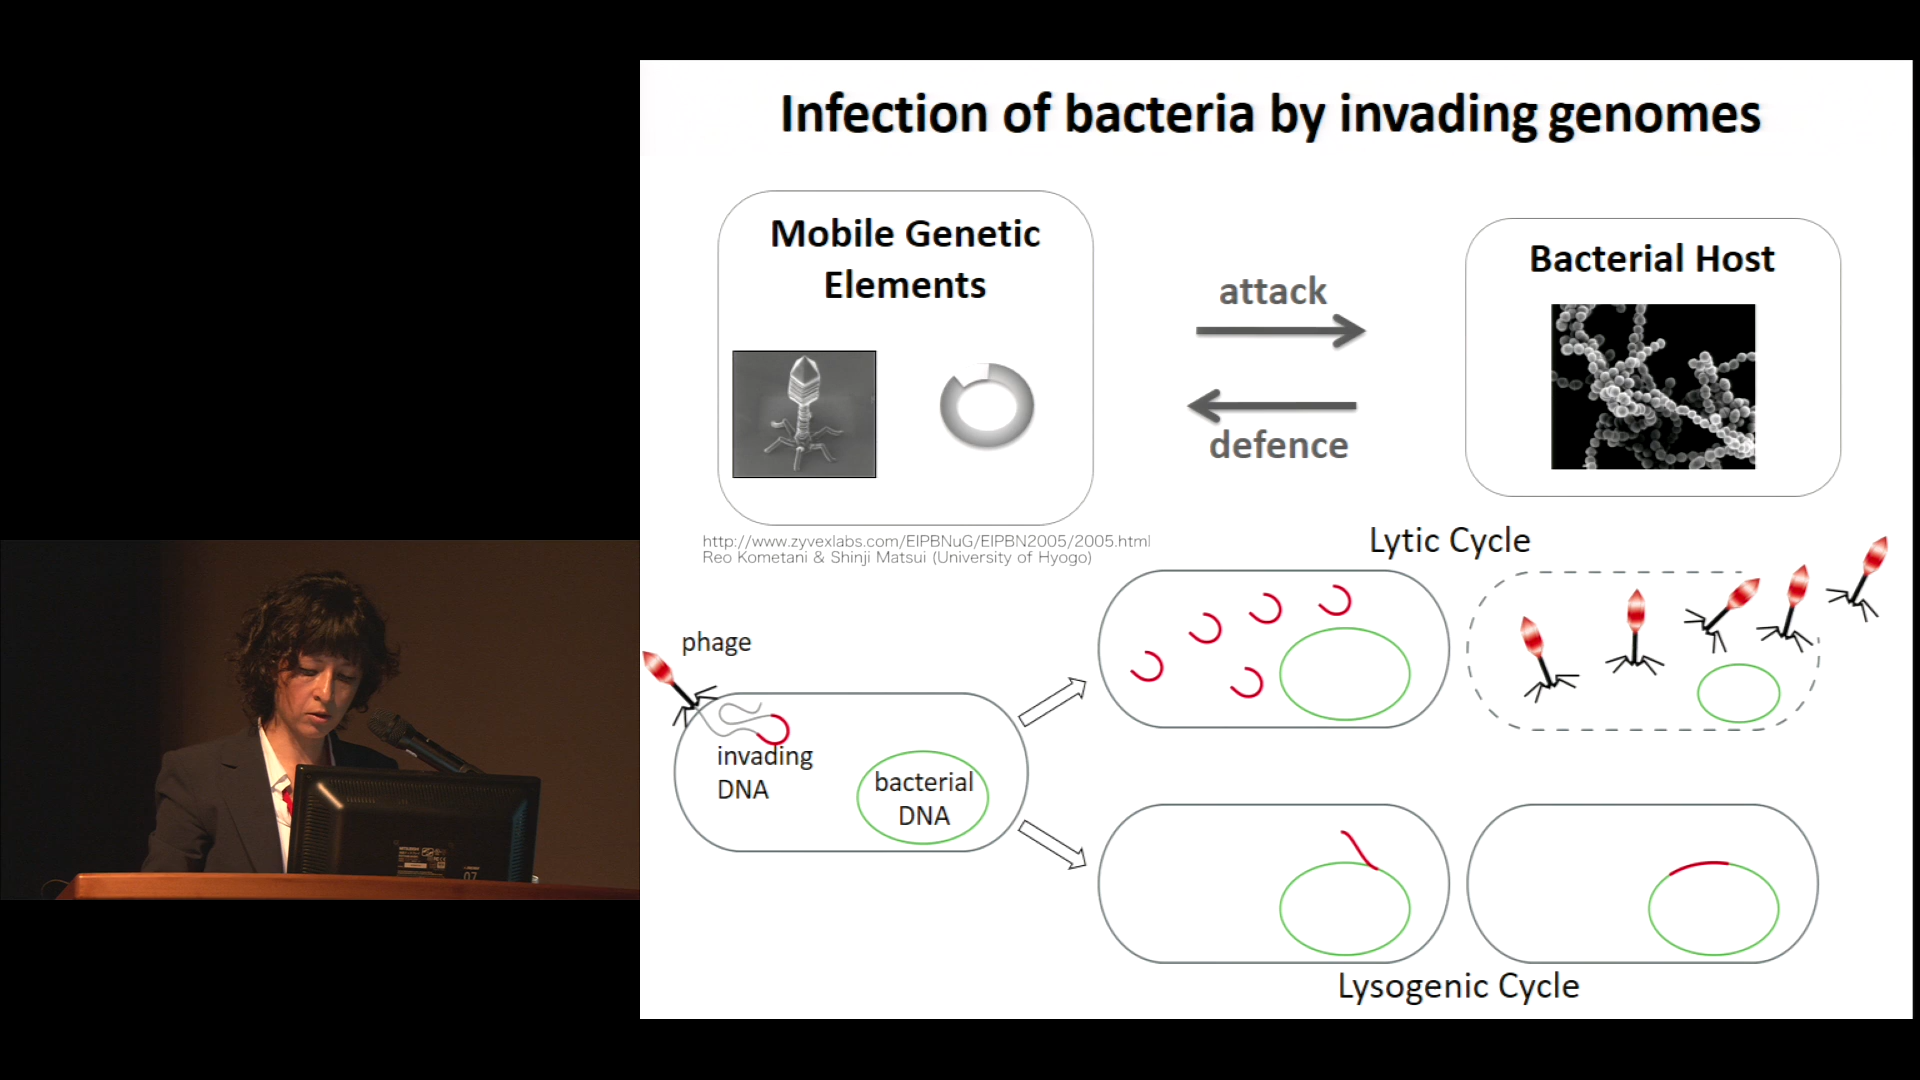 Infection of bacteria by invading genomes
Mobile Genetic
Elements
attack
defence
Bacterial Host
http://www.zyvexlabs.com/EIPBNuG/EIPBN2005/2005.html
Reo Kometani & Shinji Matsui (University of Hyogo)
Lytic Cycle
phage
invading
DNA
bacterial
DNA
Lysogenic Cycle
07